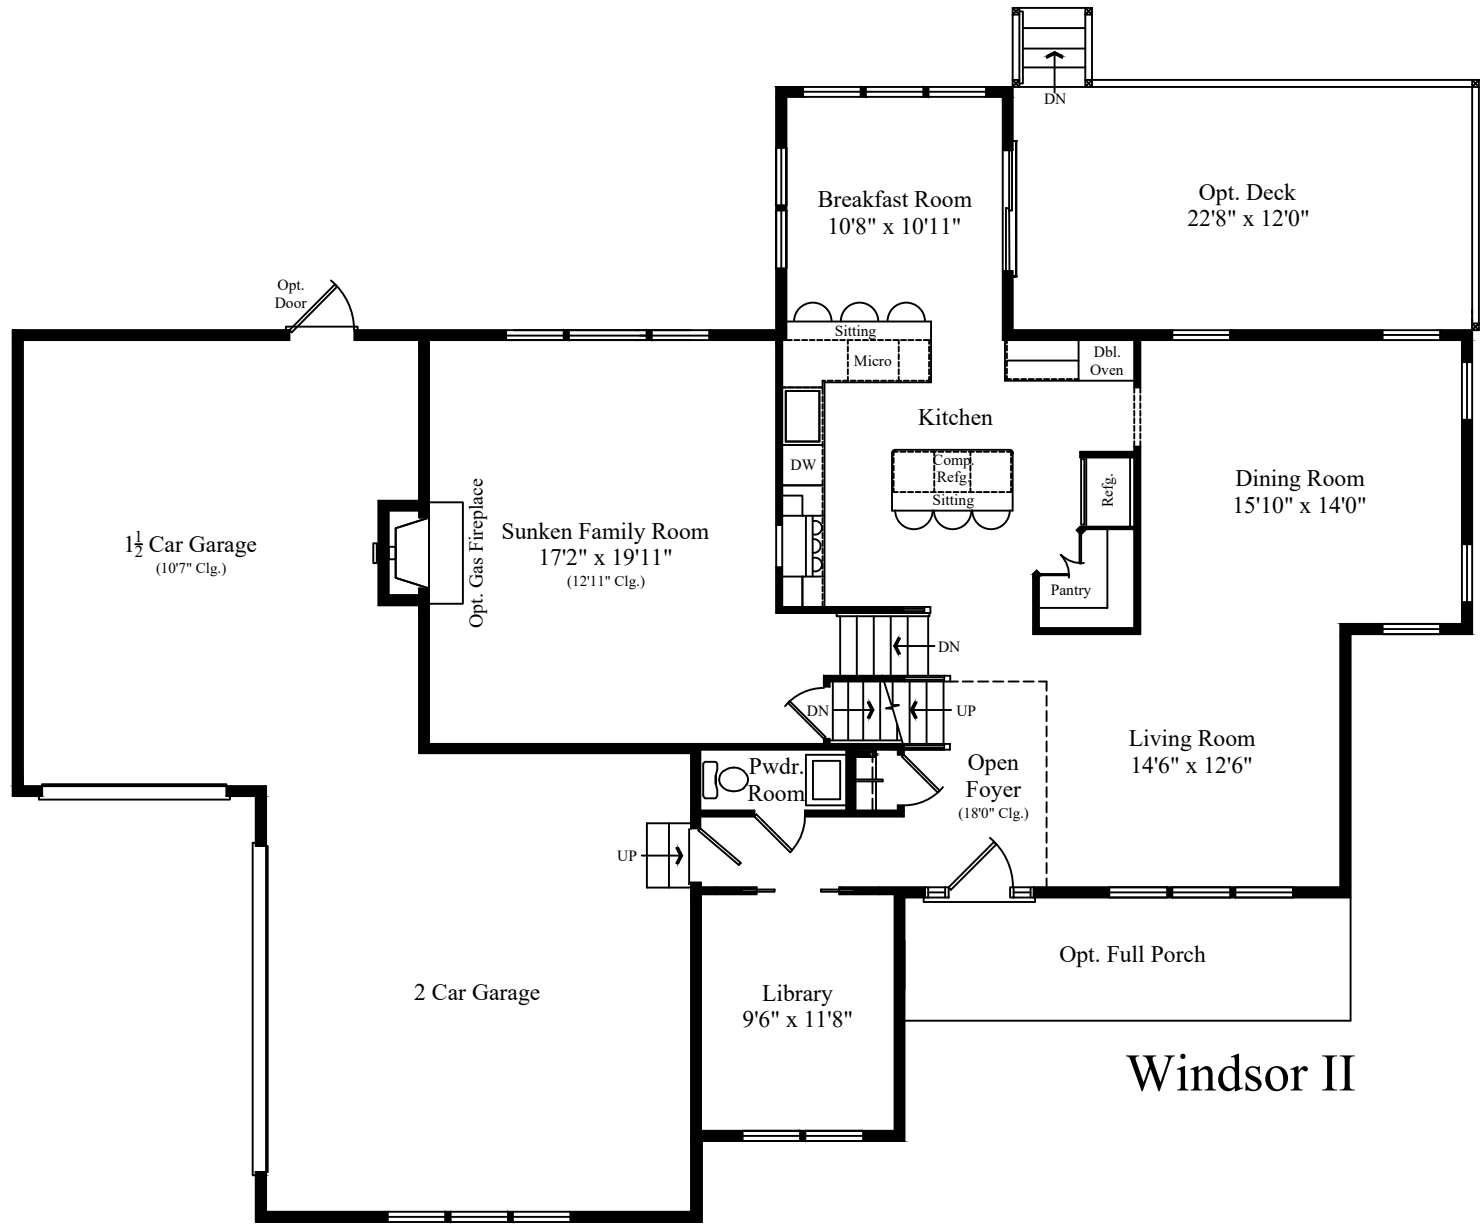 DN
Breakfast Room
10'8" x 10'11"
Opt. Deck
22'8" x 12'0"
Opt.
Door
Sitting
Micro
Dbl.
Oven
Kitchen
DW
Comp.
Refg.
Sitting
Refg.
Dining Room
15'10" x 14'0"
1½ Car Garage
(10'7" Clg.)
Opt. Gas Fireplace
Sunken Family Room
17'2" x 19'11"
(12'11" Clg.)
Pantry
DN
DN
UP
Living Room
14'6" x 12'6"
Open
Foyer
(18'0" Clg.)
Pwdr.
Room
UP
Opt. Full Porch
2 Car Garage
Library
9'6" x 11'8"
Windsor II